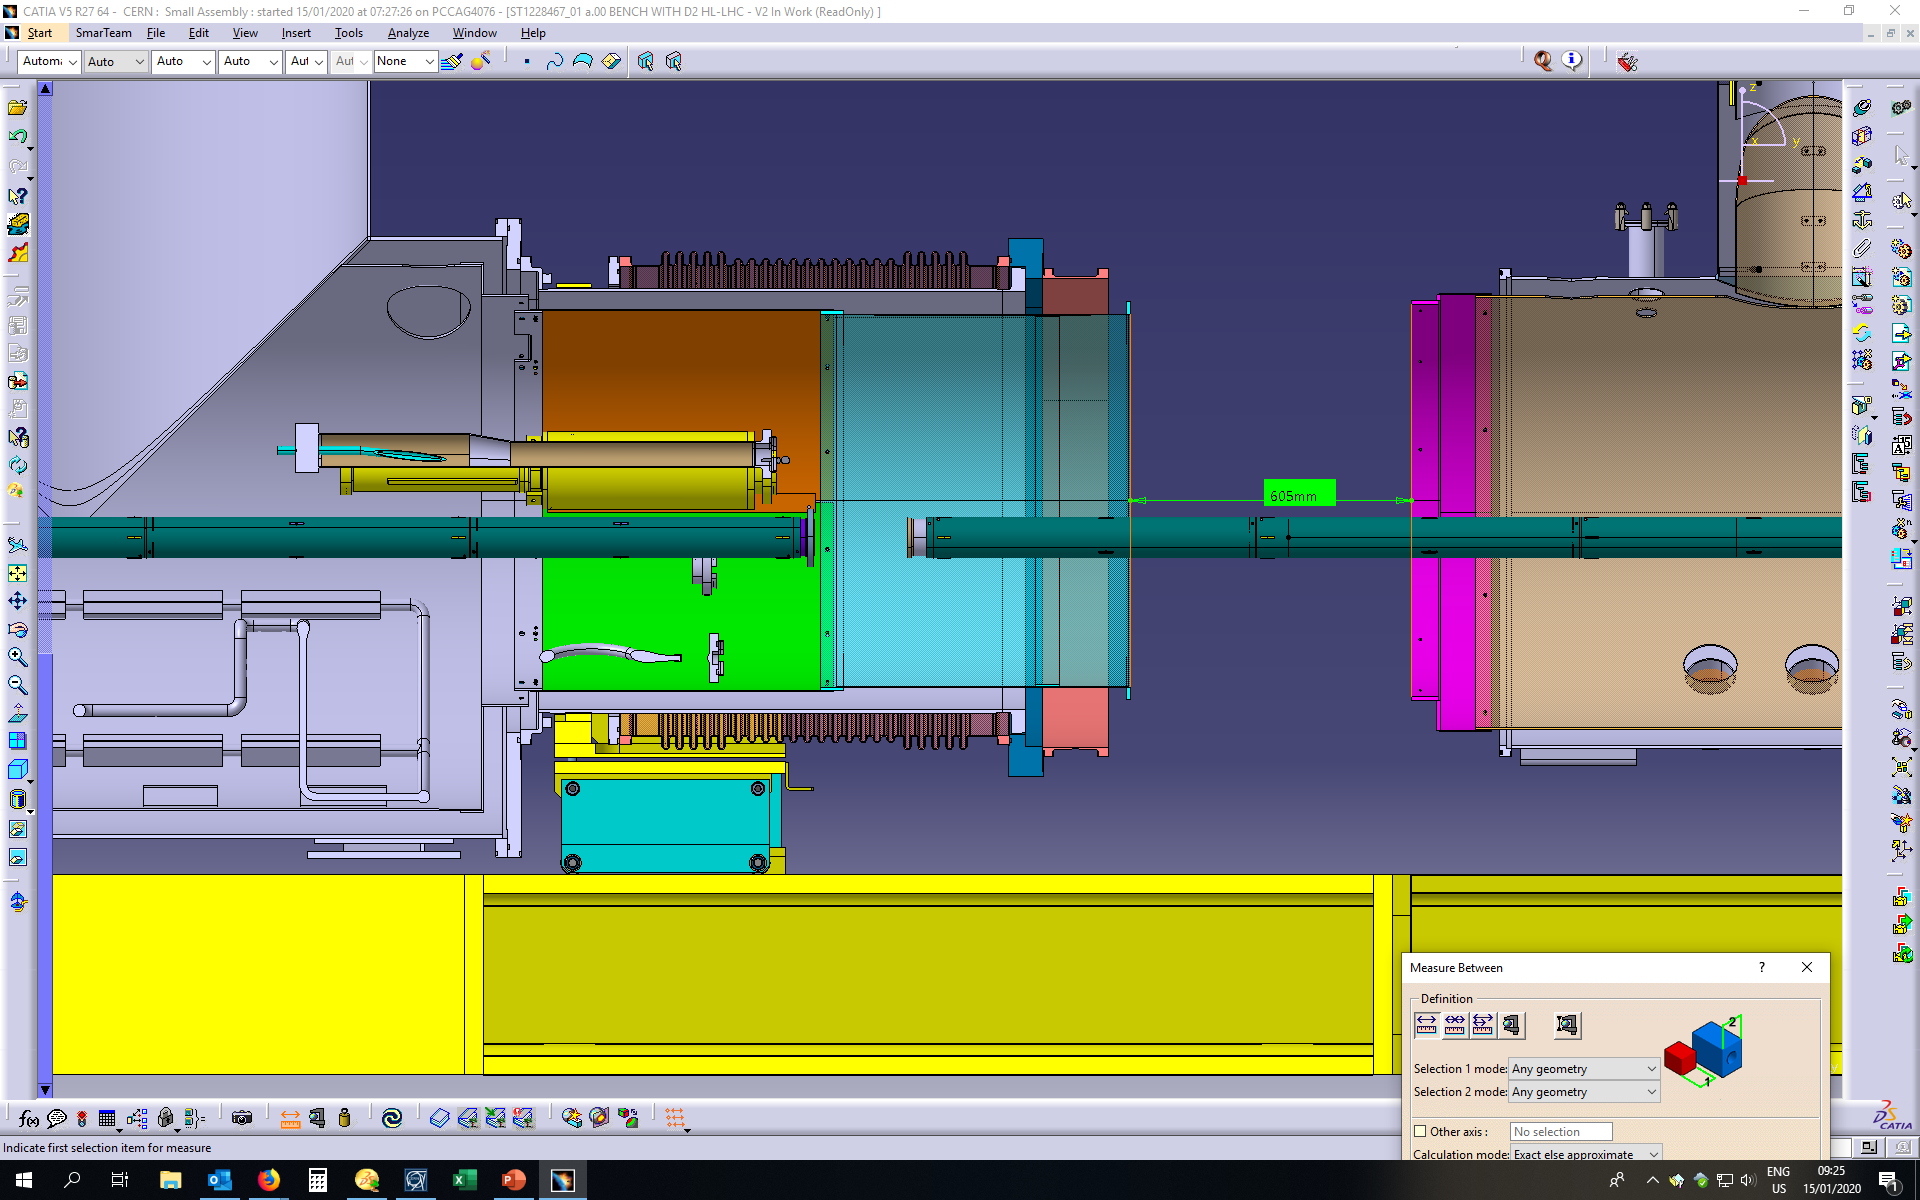 CATIA V5 R27 64 - CERN : Small Assembly : started 15/01/2020 at 07:27:26 on PCCAG4076 - [ST1228467_01 a.00 BENCH WITH D2 HL-LHC - V2 In Work (ReadOnly) ]
Start SmarTeam File Edit View Insert Tools Analyze Window Help
Auto Auto Auto None
z
x y
605mm
Measure Between ?
Definition
2
1
Selection 1 mode: Any geometry
Selection 2 mode: Any geometry
Other axis : No selection
Calculation mode: Exact else approximate
f(x)
CATIA
Indicate first selection item for measure
ENG 09:25
US 15/01/2020
1